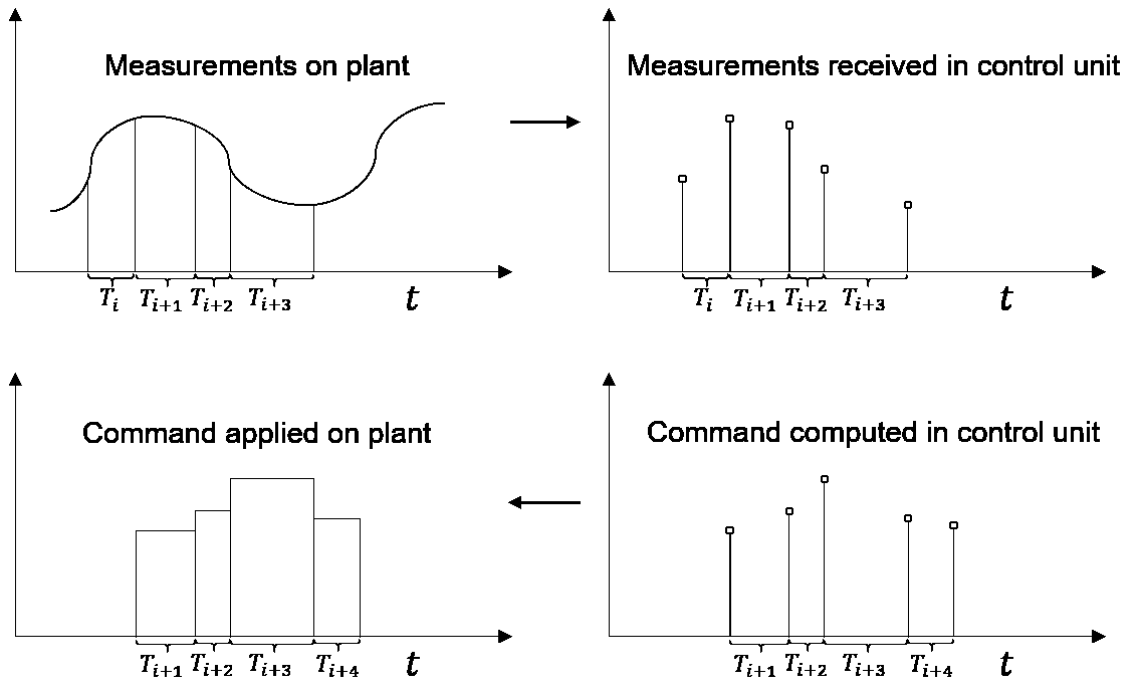 Measurements on plant
Measurements received in control unit
T_i T_{i+1} T_{i+2} T_{i+3} t
T_i T_{i+1} T_{i+2} T_{i+3} t
Command applied on plant
Command computed in control unit
T_{i+1} T_{i+2} T_{i+3} T_{i+4} t
T_{i+1} T_{i+2} T_{i+3} T_{i+4} t